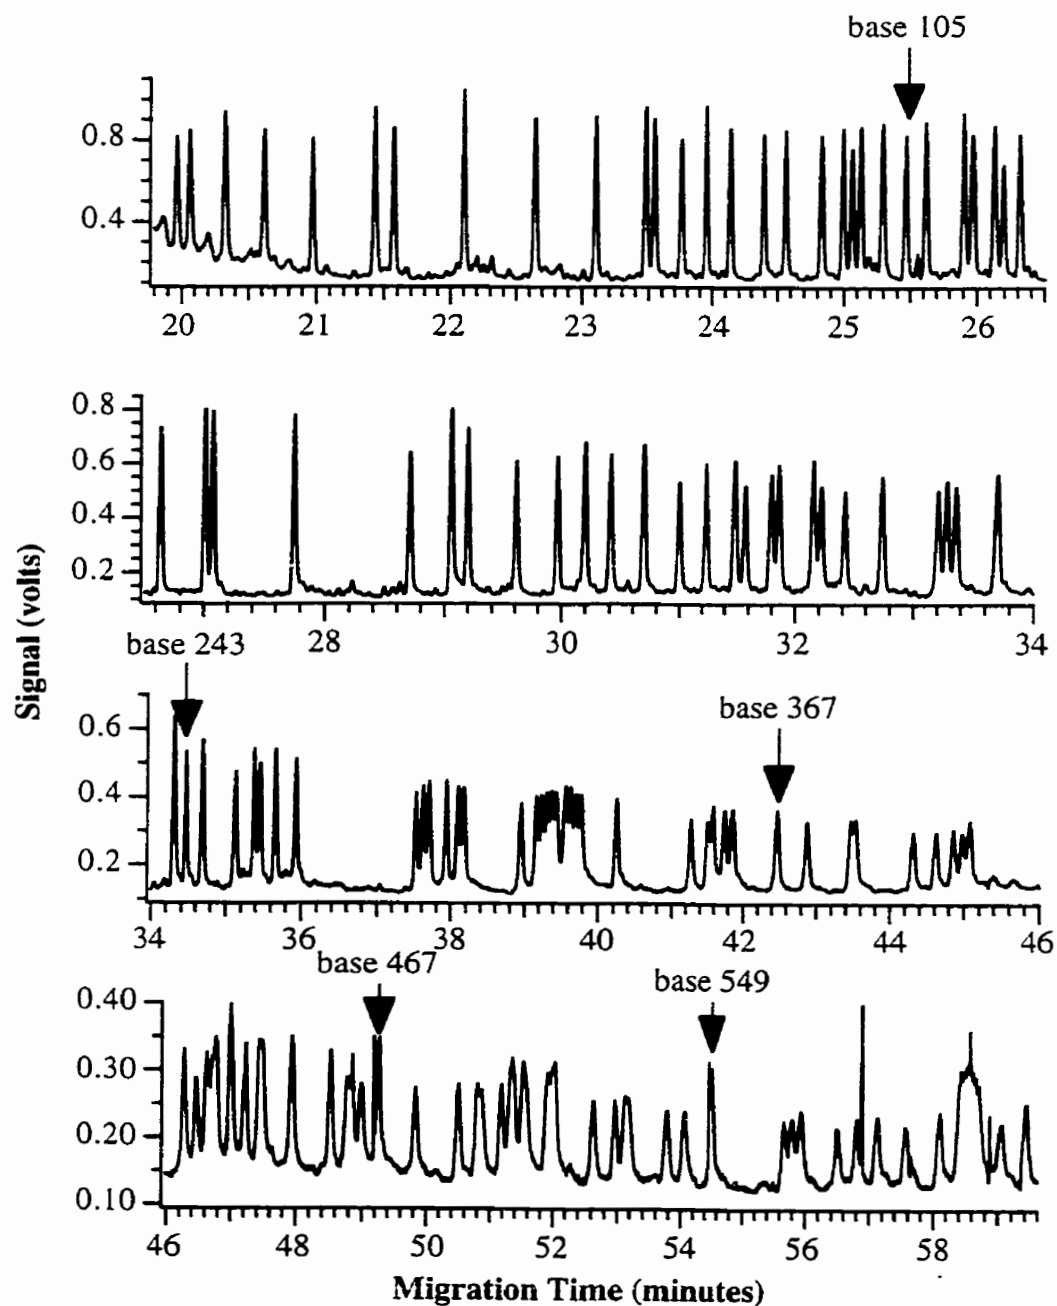 base 105
0.8
0.4
20 21 22 23 24 25 26
0.8
0.6
0.4
0.2
28 30 32 34
Signal (volts)
base 243
base 367
0.6
0.4
0.2
34 36 38 40 42 44 46
base 467
base 549
0.40
0.30
0.20
0.10
46 48 50 52 54 56 58
Migration Time (minutes)